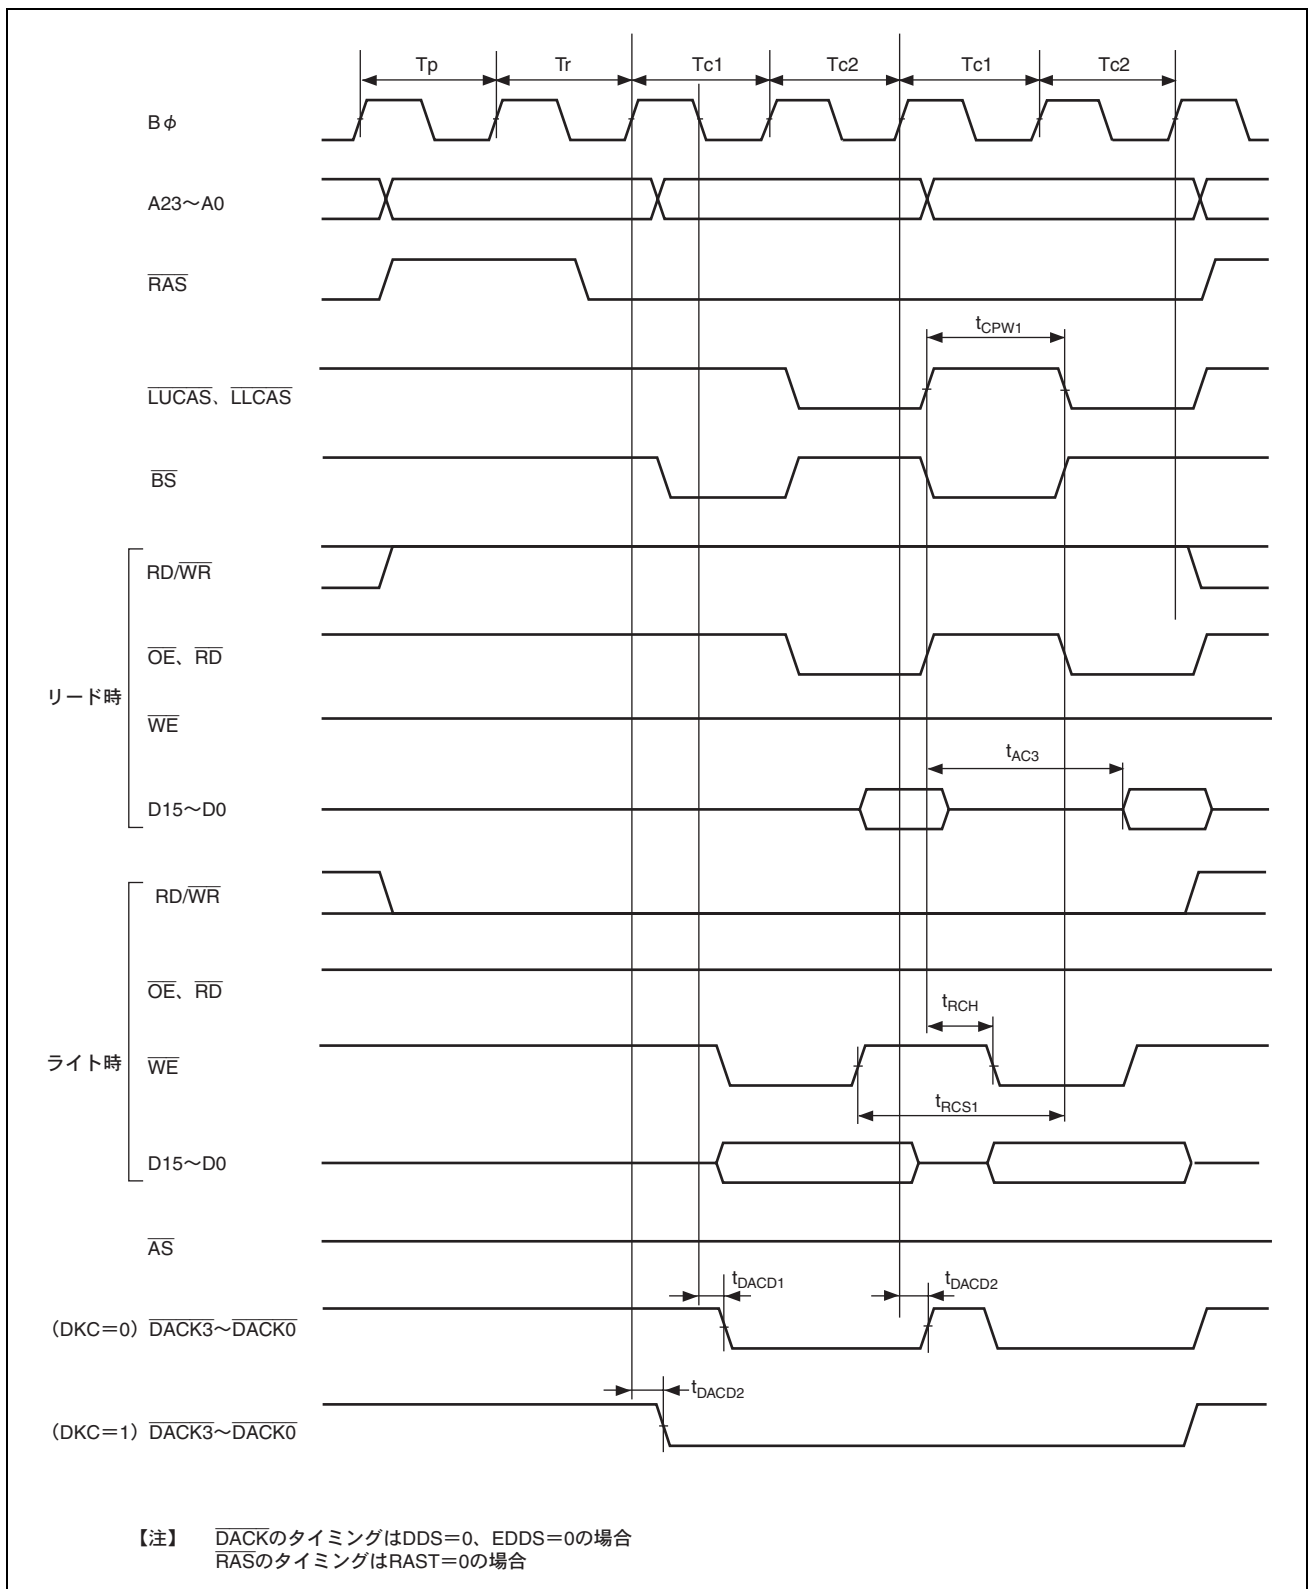 Tp Tr Tc1 Tc2 Tc1 Tc2
Bφ
A23〜A0
RAS
tCPW1
LUCAS、LLCAS
BS
リード時
RD/WR
OE、RD
WE
tAC3
D15〜D0
ライト時
RD/WR
OE、RD
tRCH
WE
tRCS1
D15〜D0
AS
tDACD1 tDACD2
（DKC＝0）DACK3〜DACK0
tDACD2
（DKC＝1）DACK3〜DACK0
【注】 DACKのタイミングはDDS＝0、EDDS＝0の場合
RASのタイミングはRAST＝0の場合